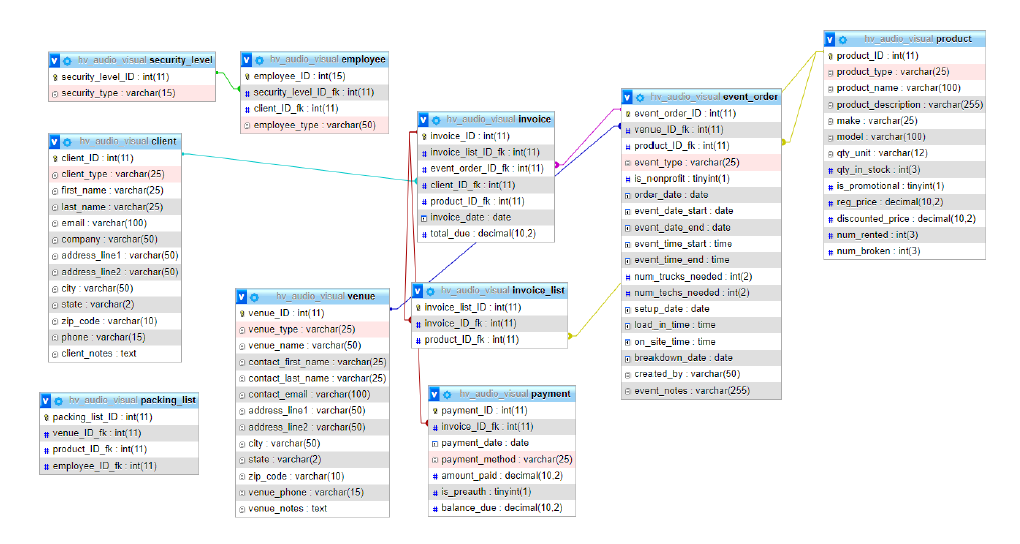 hv_audio_visual security_level
security_level_ID : int(11)
security_type : varchar(15)
hv_audio_visual employee
employee_ID : int(15)
security_level_ID_fk : int(11)
client_ID_fk : int(11)
employee_type : varchar(50)
hv_audio_visual client
client_ID : int(11)
client_type : varchar(25)
first_name : varchar(25)
last_name : varchar(25)
email : varchar(100)
company : varchar(50)
address_line1 : varchar(50)
address_line2 : varchar(50)
city : varchar(50)
state : varchar(2)
zip_code : varchar(10)
phone : varchar(15)
client_notes : text
hv_audio_visual packing_list
packing_list_ID : int(11)
venue_ID_fk : int(11)
product_ID_fk : int(11)
employee_ID_fk : int(11)
hv_audio_visual venue
venue_ID : int(11)
venue_type : varchar(25)
venue_name : varchar(50)
contact_first_name : varchar(25)
contact_last_name : varchar(25)
contact_email : varchar(100)
address_line1 : varchar(50)
address_line2 : varchar(50)
city : varchar(50)
state : varchar(2)
zip_code : varchar(10)
venue_phone : varchar(15)
venue_notes : text
hv_audio_visual invoice
invoice_ID : int(11)
invoice_list_ID_fk : int(11)
event_order_ID_fk : int(11)
client_ID_fk : int(11)
product_ID_fk : int(11)
invoice_date : date
total_due : decimal(10,2)
hv_audio_visual invoice_list
invoice_list_ID : int(11)
invoice_ID_fk : int(11)
product_ID_fk : int(11)
hv_audio_visual payment
payment_ID : int(11)
invoice_ID_fk : int(11)
payment_date : date
payment_method : varchar(25)
amount_paid : decimal(10,2)
is_preauth : tinyint(1)
balance_due : decimal(10,2)
hv_audio_visual event_order
event_order_ID : int(11)
venue_ID_fk : int(11)
product_ID_fk : int(11)
event_type : varchar(25)
is_nonprofit : tinyint(1)
order_date : date
event_date_start : date
event_date_end : date
event_time_start : time
event_time_end : time
num_trucks_needed : int(2)
num_techs_needed : int(2)
setup_date : date
load_in_time : time
on_site_time : time
breakdown_date : date
created_by : varchar(50)
event_notes : varchar(255)
hv_audio_visual product
product_ID : int(11)
product_type : varchar(25)
product_name : varchar(100)
product_description : varchar(255)
make : varchar(25)
model : varchar(100)
qty_unit : varchar(12)
qty_in_stock : int(3)
is_promotional : tinyint(1)
reg_price : decimal(10,2)
discounted_price : decimal(10,2)
num_rented : int(3)
num_broken : int(3)